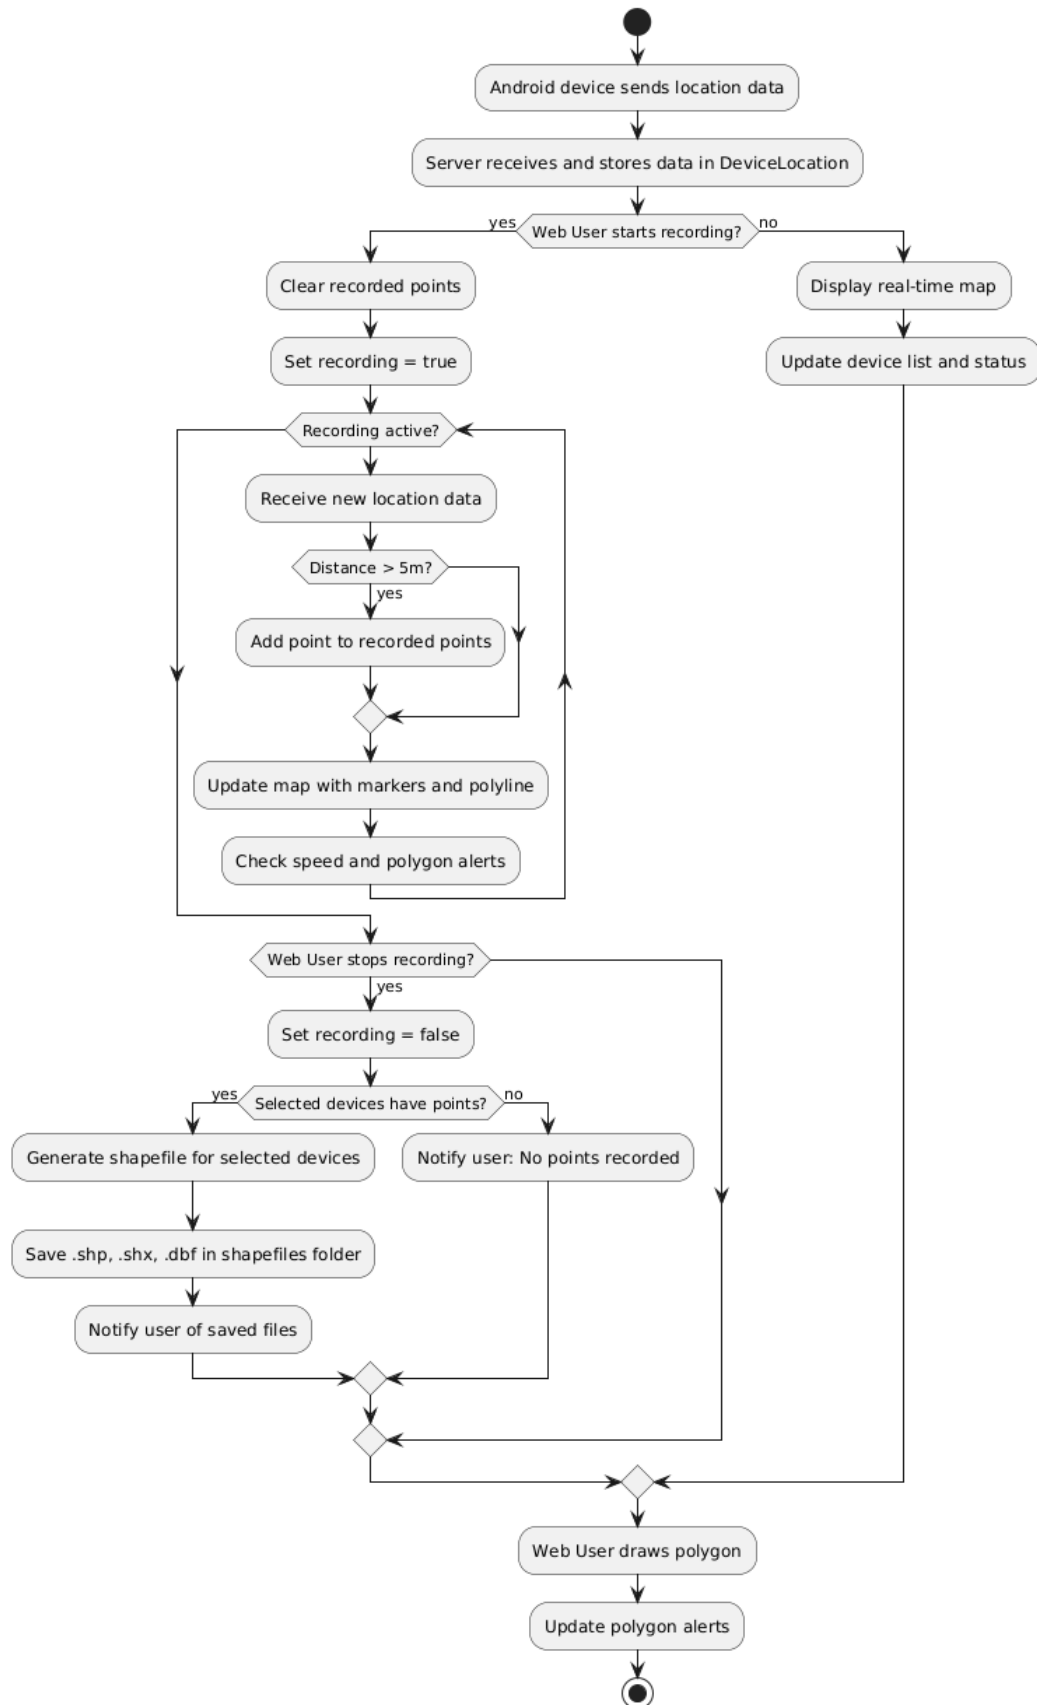 Android device sends location data
Server receives and stores data in DeviceLocation
yes
Web User starts recording?
no
Clear recorded points
Display real-time map
Set recording = true
Update device list and status
Recording active?
Receive new location data
Distance > 5m?
yes
Add point to recorded points
Update map with markers and polyline
Check speed and polygon alerts
Web User stops recording?
yes
Set recording = false
yes
Selected devices have points?
no
Generate shapefile for selected devices
Notify user: No points recorded
Save .shp, .shx, .dbf in shapefiles folder
Notify user of saved files
Web User draws polygon
Update polygon alerts